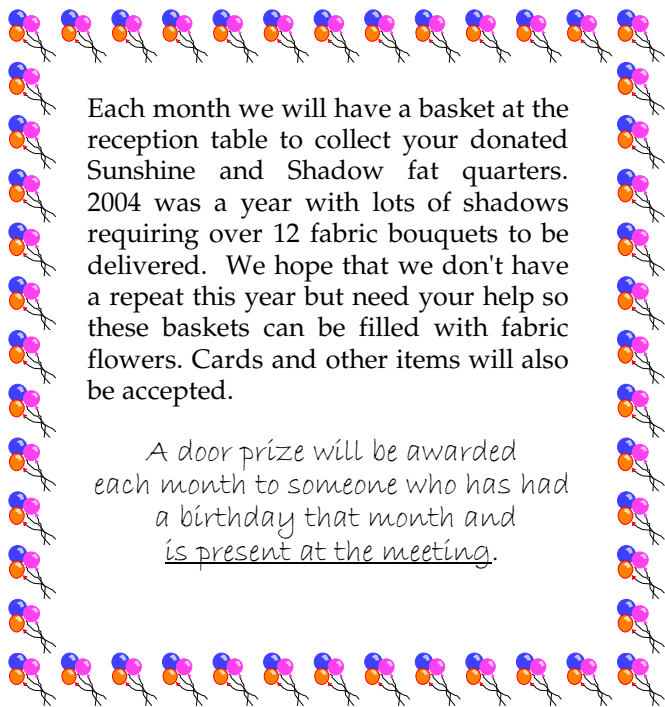 Each month we will have a basket at the
reception table to collect your donated
Sunshine and Shadow fat quarters.
2004 was a year with lots of shadows
requiring over 12 fabric bouquets to be
delivered.  We hope that we don't have
a repeat this year but need your help so
these baskets can be filled with fabric
flowers. Cards and other items will also
be accepted.
A door prize will be awarded
each month to someone who has had
a birthday that month and
is present at the meeting.